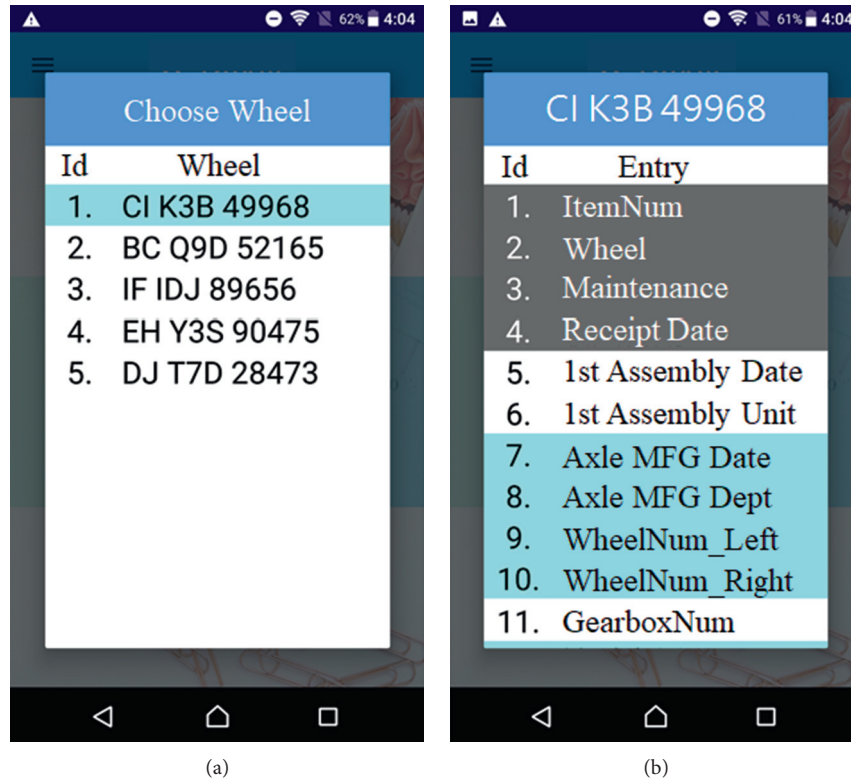 62% 4:04
Choose Wheel
Id Wheel
1. CI K3B 49968
2. BC Q9D 52165
3. IF IDJ 89656
4. EH Y3S 90475
5. DJ T7D 28473
(a)
61% 4:04
CI K3B 49968
Id Entry
1. ItemNum
2. Wheel
3. Maintenance
4. Receipt Date
5. 1st Assembly Date
6. 1st Assembly Unit
7. Axle MFG Date
8. Axle MFG Dept
9. WheelNum_Left
10. WheelNum_Right
11. GearboxNum
(b)